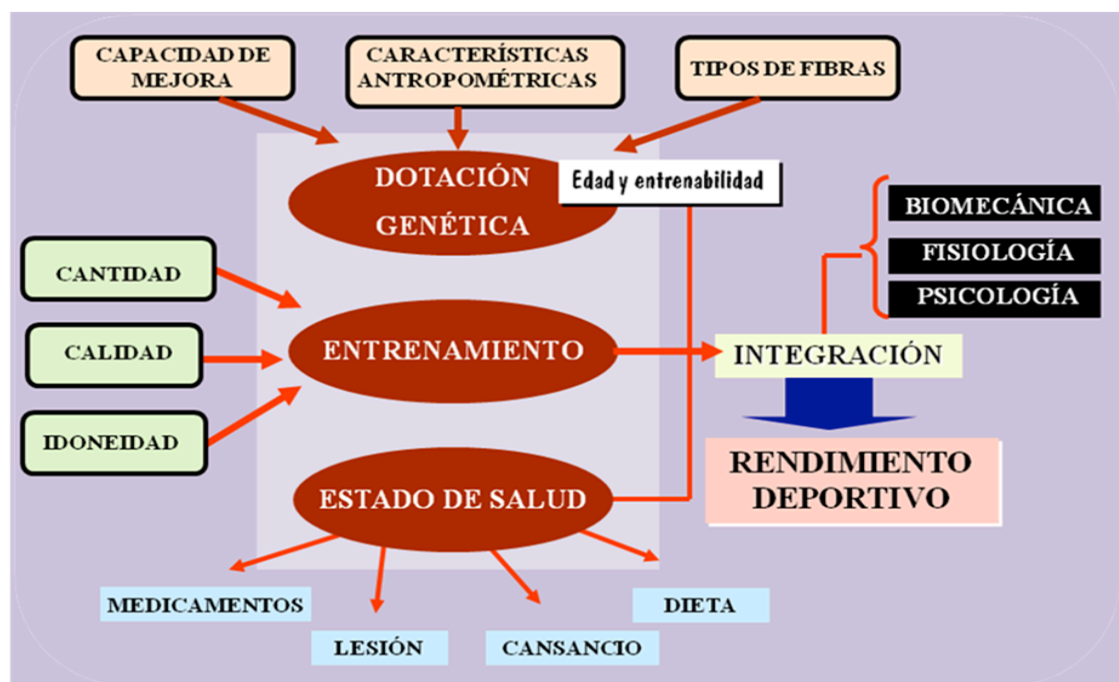 CAPACIDAD DE
MEJORA
CARACTERÍSTICAS
ANTROPOMÉTRICAS
TIPOS DE FIBRAS
DOTACIÓN
GENÉTICA
Edad y entrenabilidad
BIOMECÁNICA
FISIOLOGÍA
PSICOLOGÍA
CANTIDAD
CALIDAD
IDONEIDAD
ENTRENAMIENTO
INTEGRACIÓN
RENDIMIENTO
DEPORTIVO
ESTADO DE SALUD
MEDICAMENTOS
LESIÓN
CANSANCIO
DIETA